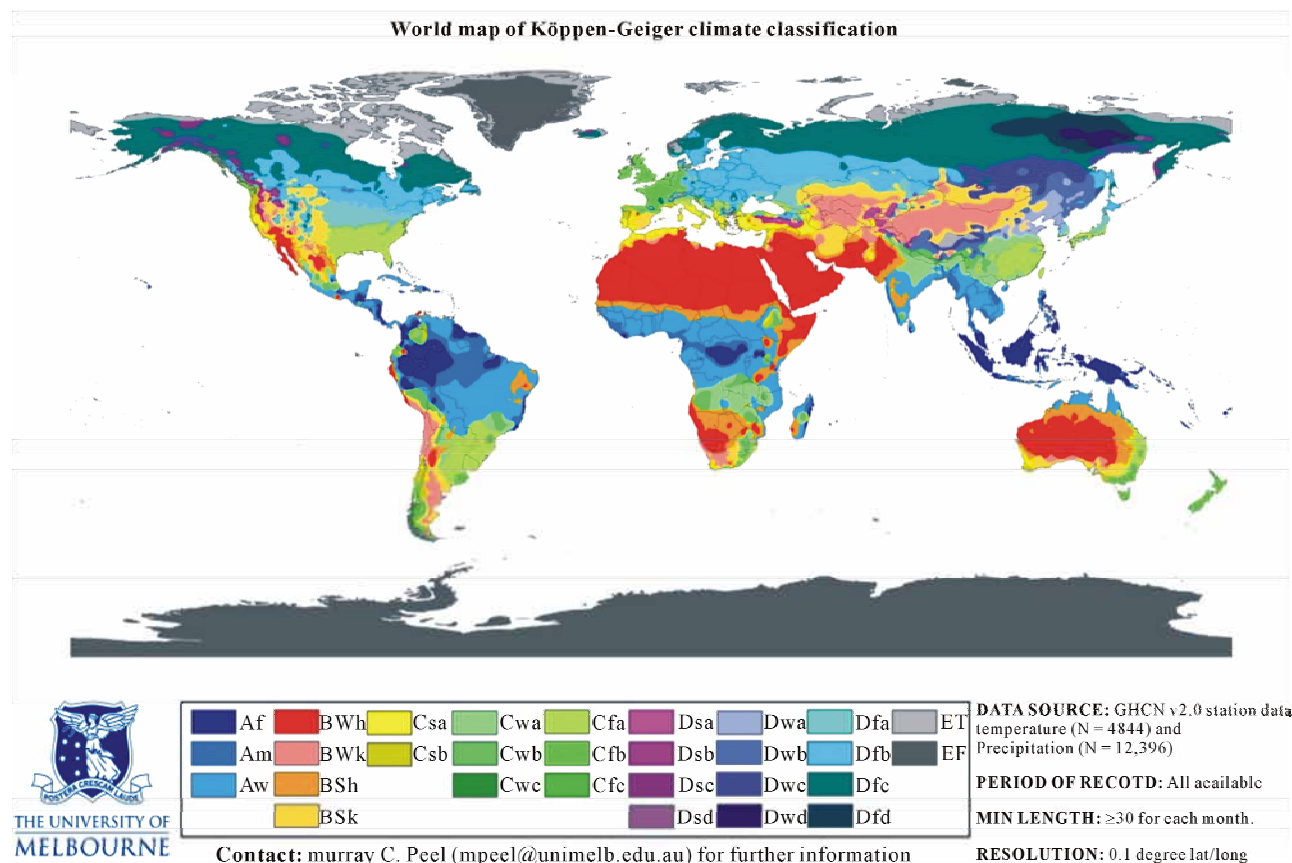 World map of Köppen-Geiger climate classification
Af BWh Csa Cwa Cfa Dsa Dwa Dfa ET
Am BWk Csb Cwb Cfb Dsb Dwb Dfb EF
Aw BSh Cwc Cfc Dsc Dwc Dfc
BSk Dsd Dwd Dfd
DATA SOURCE: GHCN v2.0 station data
temperature (N = 4844) and
Precipitation (N = 12,396)
PERIOD OF RECOTD: All acailable
MIN LENGTH: ≥30 for each month.
RESOLUTION: 0.1 degree lat/long
POSTERA CRESCAM LAUDE
THE UNIVERSITY OF
MELBOURNE
Contact: murray C. Peel (mpeel@unimelb.edu.au) for further information